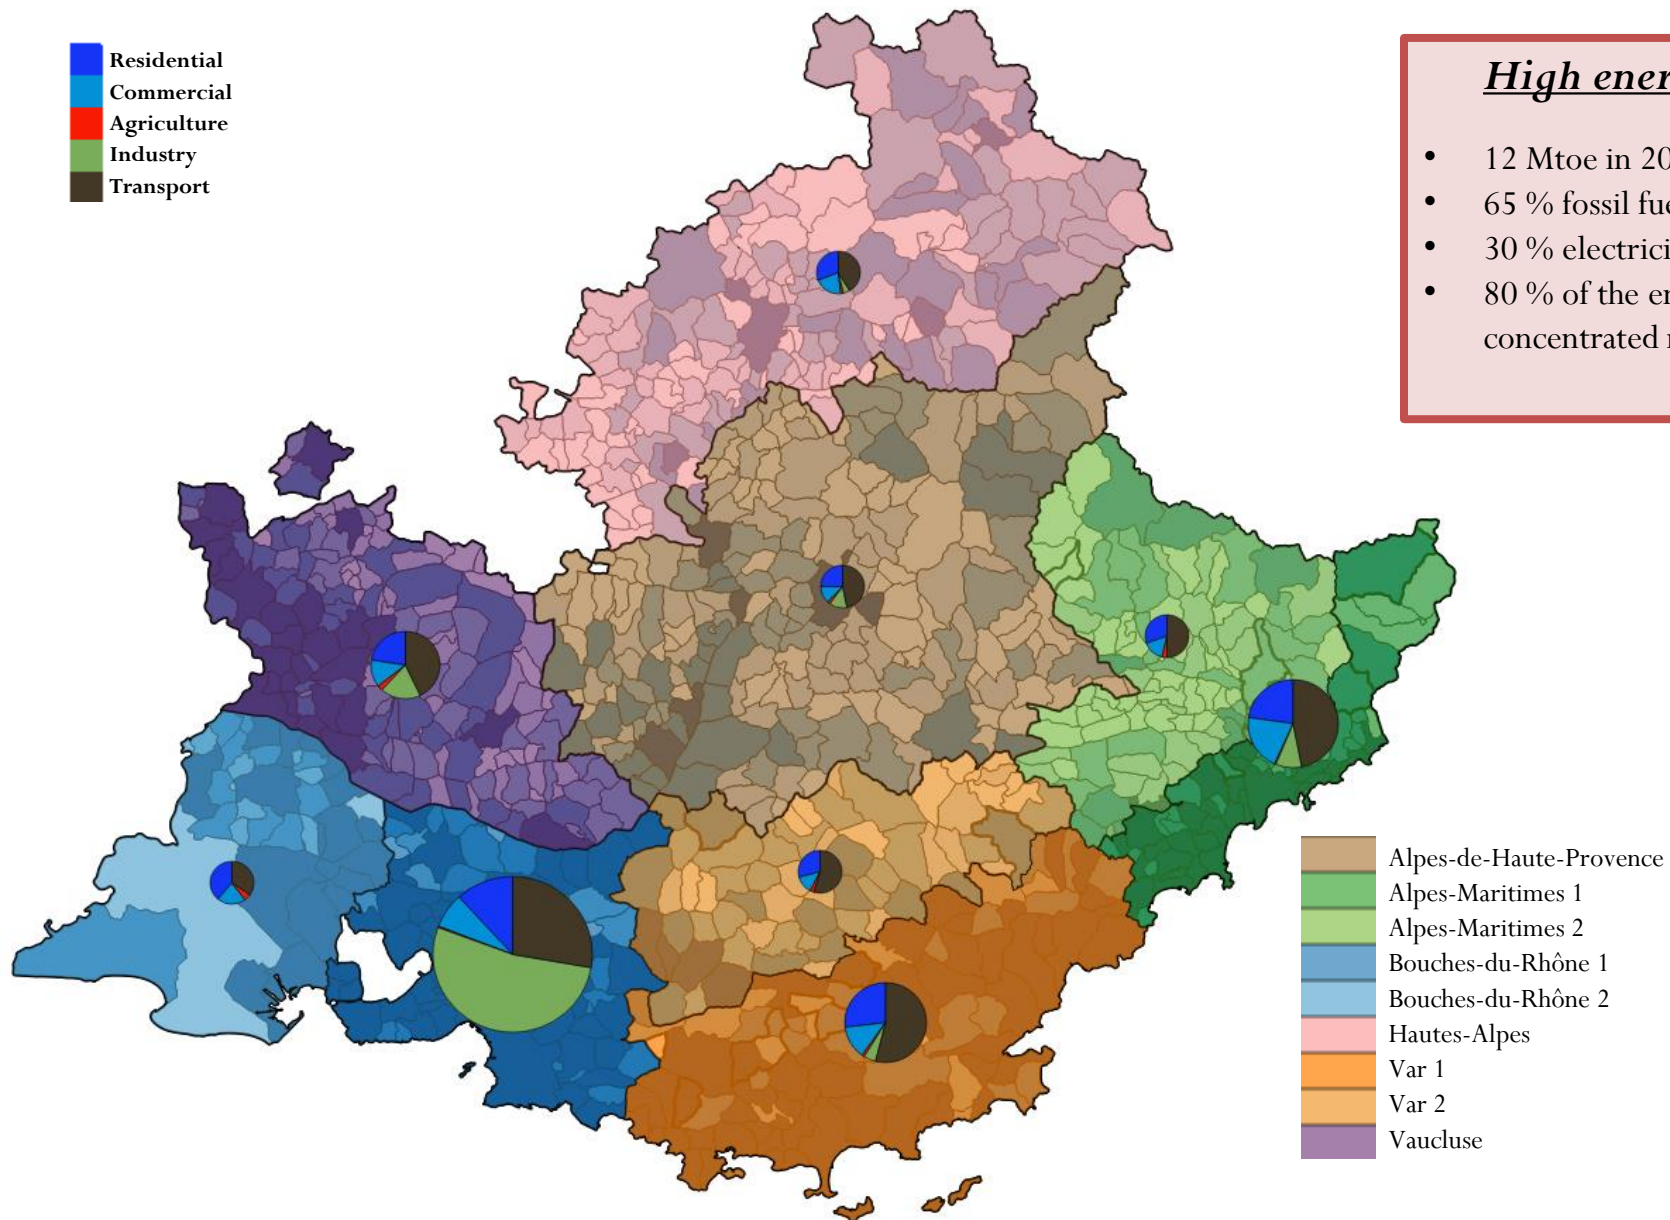 Residential
Commercial
Agriculture
Industry
Transport
High ener
• 12 Mtoe in 20
• 65 % fossil fue
• 30 % electrici
• 80 % of the en
concentrated
Alpes-de-Haute-Provence
Alpes-Maritimes 1
Alpes-Maritimes 2
Bouches-du-Rhône 1
Bouches-du-Rhône 2
Hautes-Alpes
Var 1
Var 2
Vaucluse